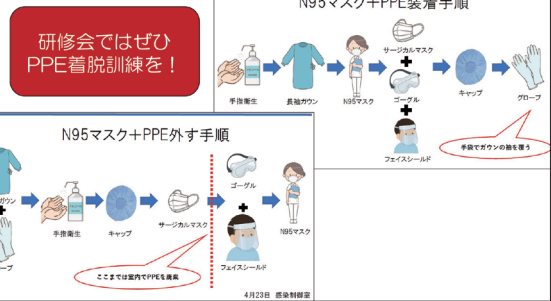 研修会ではぜひ
PPE着脱訓練を！
N95マスク+PPE装着手順
手指衛生
長袖ガウン
N95マスク
サージカルマスク
+
ゴーグル
+
フェイスシールド
キャップ
グローブ
手袋でガウンの袖を覆う
N95マスク+PPE外す手順
ガウン
+
ーブ
手指衛生
キャップ
サージカルマスク
ゴーグル
+
フェイスシールド
N95マスク
ここまでは室内でPPEを廃棄
4月23日 感染制御室